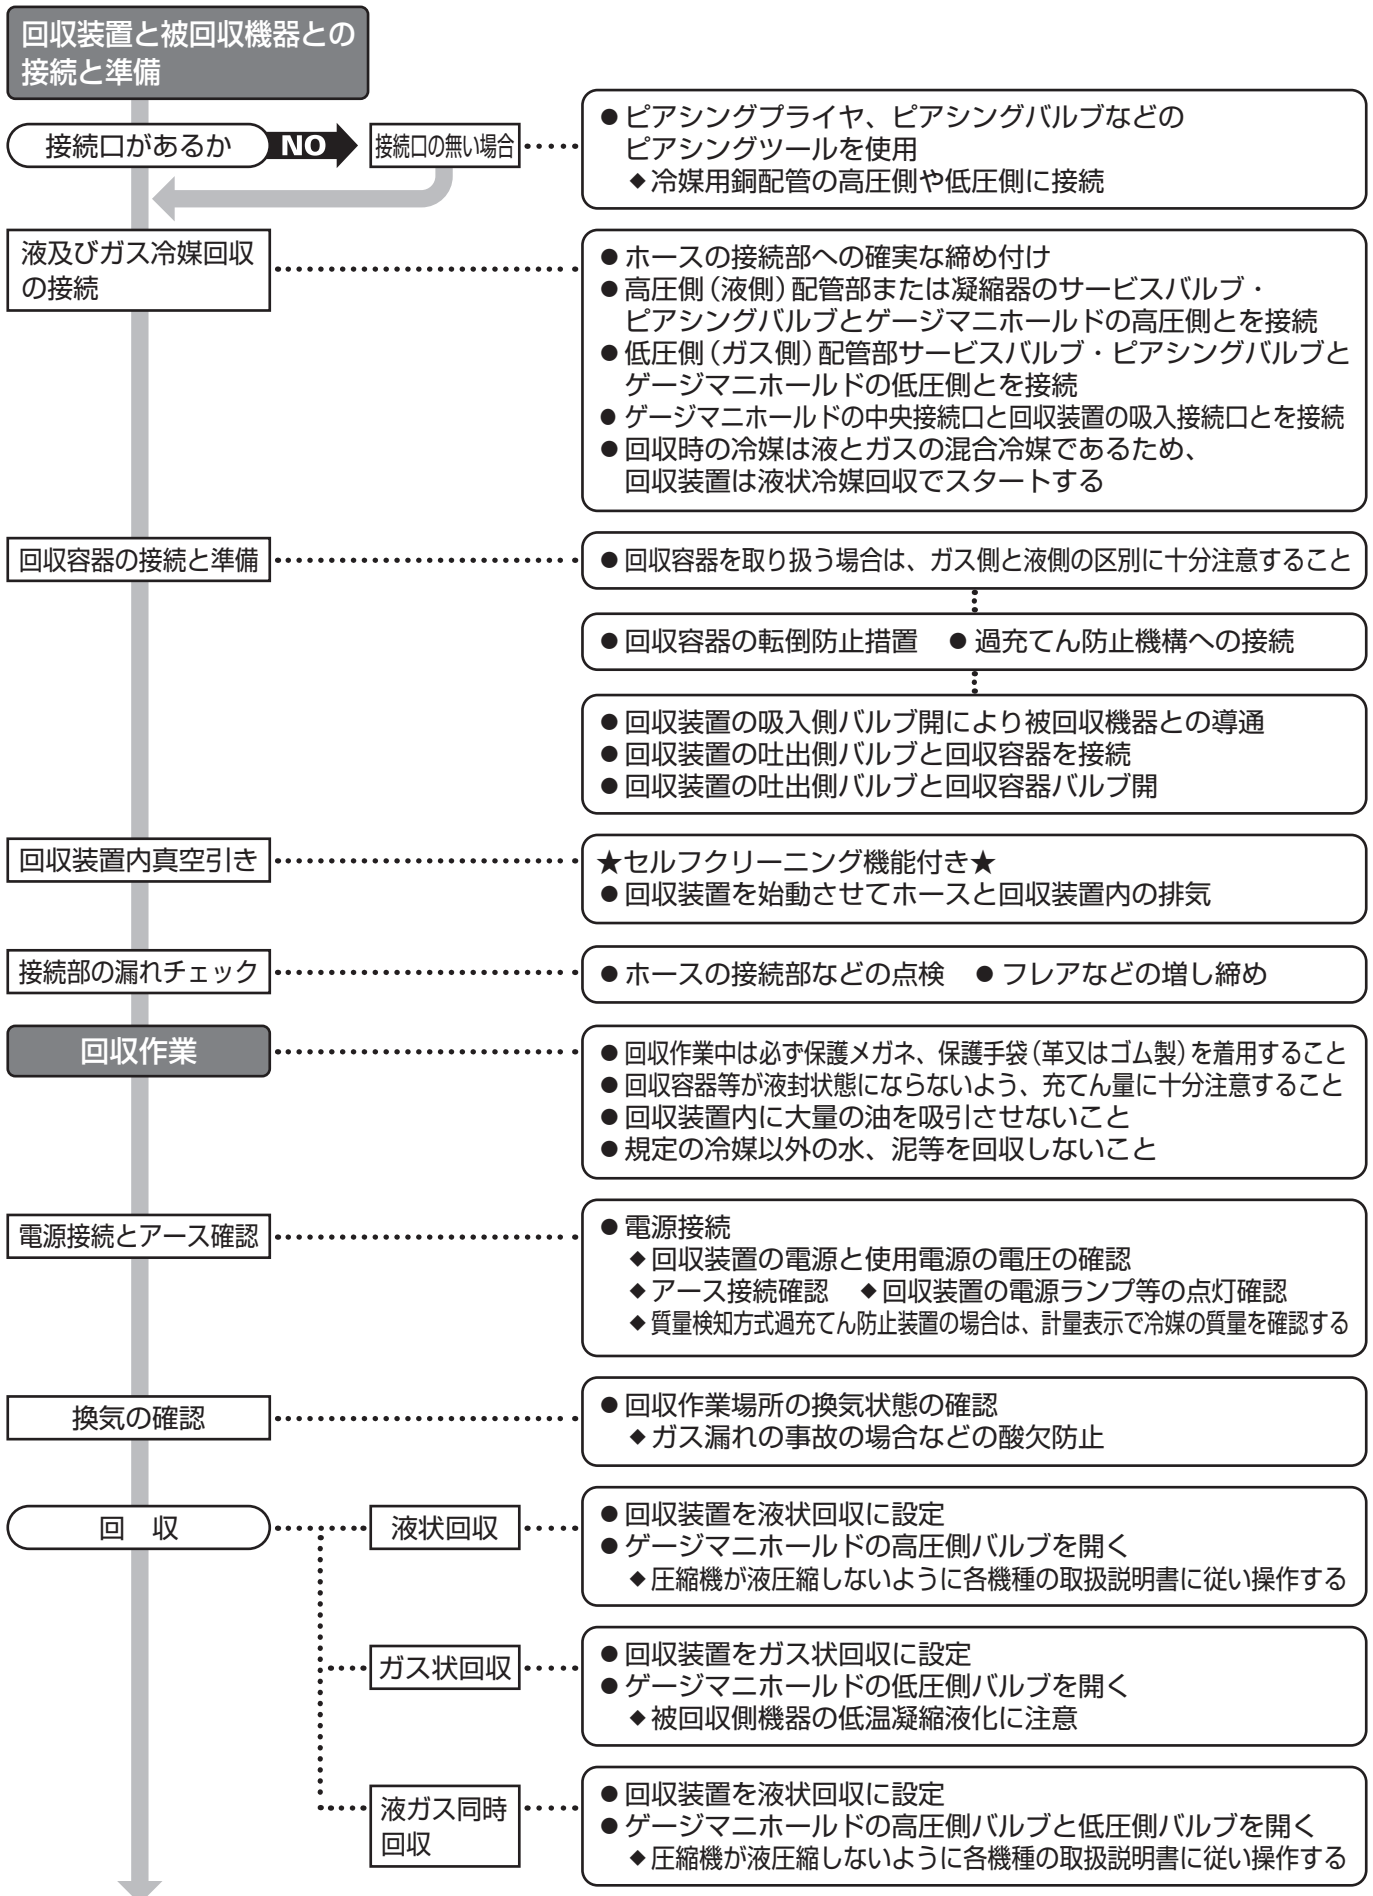 回収装置と被回収機器との
接続と準備
接続口があるか
NO
接続口の無い場合
●ピアシングプライヤ、ピアシングバルブなどの
ピアシングツールを使用
◆冷媒用銅配管の高圧側や低圧側に接続
液及びガス冷媒回収
の接続
●ホースの接続部への確実な締め付け
●高圧側(液側)配管部または凝縮器のサービスバルブ・
ピアシングバルブとゲージマニホールドの高圧側とを接続
●低圧側(ガス側)配管部サービスバルブ・ピアシングバルブと
ゲージマニホールドの低圧側とを接続
●ゲージマニホールドの中央接続口と回収装置の吸入接続口とを接続
●回収時の冷媒は液とガスの混合冷媒であるため、
回収装置は液状冷媒回収でスタートする
回収容器の接続と準備
●回収容器を取り扱う場合は、ガス側と液側の区別に十分注意すること
●回収容器の転倒防止措置 ●過充てん防止機構への接続
●回収装置の吸入側バルブ開により被回収機器との導通
●回収装置の吐出側バルブと回収容器を接続
●回収装置の吐出側バルブと回収容器バルブ開
回収装置内真空引き
★セルフクリーニング機能付き★
●回収装置を始動させてホースと回収装置内の排気
接続部の漏れチェック
●ホースの接続部などの点検 ●フレアなどの増し締め
回収作業
●回収作業中は必ず保護メガネ、保護手袋(革又はゴム製)を着用すること
●回収容器等が液封状態にならないよう、充てん量に十分注意すること
●回収装置内に大量の油を吸引させないこと
●規定の冷媒以外の水、泥等を回収しないこと
電源接続とアース確認
●電源接続
◆回収装置の電源と使用電源の電圧の確認
◆アース接続確認 ◆回収装置の電源ランプ等の点灯確認
◆質量検知方式過充てん防止装置の場合は、計量表示で冷媒の質量を確認する
換気の確認
●回収作業場所の換気状態の確認
◆ガス漏れの事故の場合などの酸欠防止
回 収
液状回収
●回収装置を液状回収に設定
●ゲージマニホールドの高圧側バルブを開く
◆圧縮機が液圧縮しないように各機種の取扱説明書に従い操作する
ガス状回収
●回収装置をガス状回収に設定
●ゲージマニホールドの低圧側バルブを開く
◆被回収側機器の低温凝縮液化に注意
液ガス同時
回収
●回収装置を液状回収に設定
●ゲージマニホールドの高圧側バルブと低圧側バルブを開く
◆圧縮機が液圧縮しないように各機種の取扱説明書に従い操作する